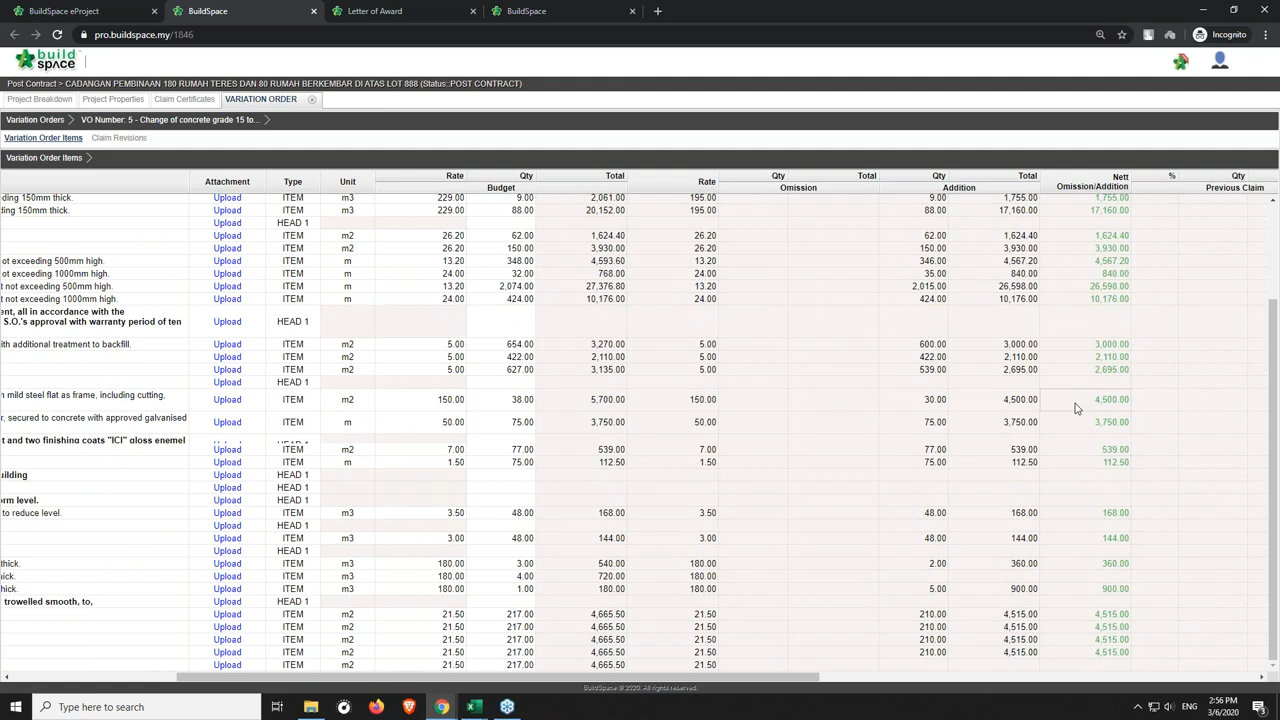 BuildSpace eProject
BuildSpace
Letter of Award
BuildSpace
pro.buildspace.my/1846
Incognito
build space
Post Contract > CADANGAN PEMBINAAN 180 RUMAH TERES DAN 80 RUMAH BERKEMBAR DI ATAS LOT 888 (Status: POST CONTRACT)
Project Breakdown Project Properties Claim Certificates VARIATION ORDER
Variation Orders VO Number: 5 - Change of concrete grade 15 to...
Variation Order Items Claim Revisions
Variation Order Items
Attachment Type Unit Rate Qty Total Rate Qty Total Qty Total Nett Omission/Addition % Qty
Budget Omission Addition Previous Claim
eding 150mm thick. Upload ITEM m3 229.00 9.00 2,061.00 195.00 9.00 1,755.00 1,755.00
ding 150mm thick. Upload ITEM m3 229.00 88.00 20,152.00 195.00 88.00 17,160.00 17,160.00
Upload HEAD 1
Upload ITEM m2 26.20 62.00 1,624.40 26.20 62.00 1,624.40 1,624.40
Upload ITEM m2 26.20 150.00 3,930.00 26.20 150.00 3,930.00 3,930.00
ot exceeding 500mm high. Upload ITEM m 13.20 348.00 4,593.60 13.20 346.00 4,567.20 4,567.20
ot exceeding 1000mm high. Upload ITEM m 24.00 32.00 768.00 24.00 35.00 840.00 840.00
t not exceeding 500mm high. Upload ITEM m 13.20 2,074.00 27,376.80 13.20 2,015.00 26,598.00 26,598.00
t not exceeding 1000mm high. Upload ITEM m 24.00 424.00 10,176.00 24.00 424.00 10,176.00 10,176.00
ent, all in accordance with the
S.O.'s approval with warranty period of ten Upload HEAD 1
ith additional treatment to backfill. Upload ITEM m2 5.00 654.00 3,270.00 5.00 600.00 3,000.00 3,000.00
Upload ITEM m2 5.00 422.00 2,110.00 5.00 422.00 2,110.00 2,110.00
Upload ITEM m2 5.00 627.00 3,135.00 5.00 539.00 2,695.00 2,695.00
Upload HEAD 1
n mild steel flat as frame, including cutting, Upload ITEM m2 150.00 38.00 5,700.00 150.00 30.00 4,500.00 4,500.00
r, secured to concrete with approved galvanised Upload ITEM m 50.00 75.00 3,750.00 50.00 75.00 3,750.00 3,750.00
t and two finishing coats "ICI" gloss enemel
Upload ITEM m2 7.00 77.00 539.00 7.00 77.00 539.00 539.00
Upload ITEM m 1.50 75.00 112.50 1.50 75.00 112.50 112.50
uilding Upload HEAD 1
Upload HEAD 1
orm level. Upload HEAD 1
to reduce level. Upload ITEM m3 3.50 48.00 168.00 3.50 48.00 168.00 168.00
Upload HEAD 1
Upload ITEM m3 3.00 48.00 144.00 3.00 48.00 144.00 144.00
Upload HEAD 1
thick. Upload ITEM m3 180.00 3.00 540.00 180.00 2.00 360.00 360.00
hick. Upload ITEM m3 180.00 4.00 720.00 180.00
thick. Upload ITEM m3 180.00 1.00 180.00 180.00 5.00 900.00 900.00
trowelled smooth, to, Upload HEAD 1
Upload ITEM m2 21.50 217.00 4,665.50 21.50 210.00 4,515.00 4,515.00
Upload ITEM m2 21.50 217.00 4,665.50 21.50 210.00 4,515.00 4,515.00
Upload ITEM m2 21.50 217.00 4,665.50 21.50 210.00 4,515.00 4,515.00
Upload ITEM m2 21.50 217.00 4,665.50 21.50 210.00 4,515.00 4,515.00
Upload ITEM m2 21.50 217.00 4,665.50 21.50
BuildSpace © 2020. All rights reserved.
Type here to search
ENG
2:56 PM
3/6/2020